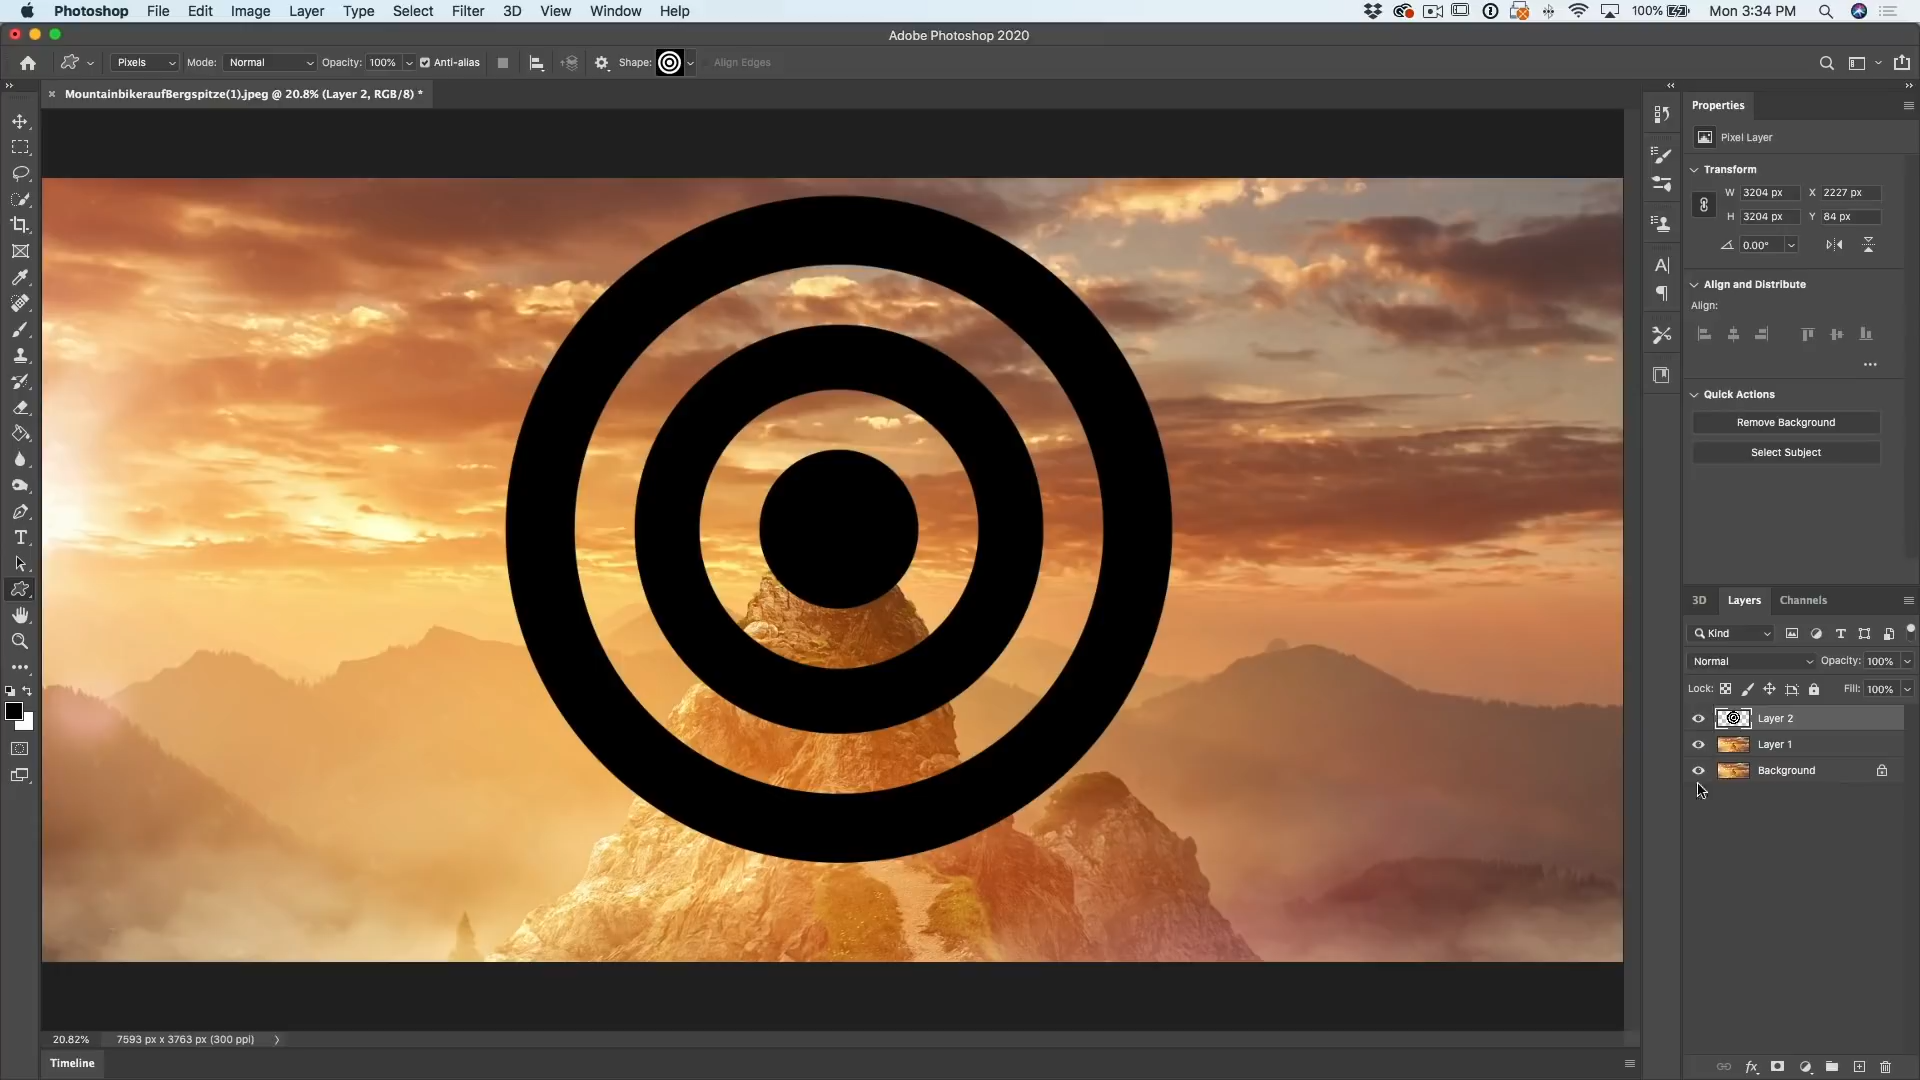 Photoshop File Edit Image Layer Type Select Filter 3D View Window Help 100% Mon 3:34 PM
Adobe Photoshop 2020
Pixels Mode: Normal Opacity: 100% Anti-alias Shape: Align Edges
MountainbikeraufBergspitze(1).jpeg @ 20.8% (Layer 2, RGB/8) *
Properties
Pixel Layer
Transform
W 3204 px X 2227 px
H 3204 px Y 84 px
0.00°
Align and Distribute
Align:
Quick Actions
Remove Background
Select Subject
3D Layers Channels
Kind
Normal Opacity: 100%
Lock: Fill: 100%
Layer 2
Layer 1
Background
20.82% 7593 px x 3763 px (300 ppi)
Timeline